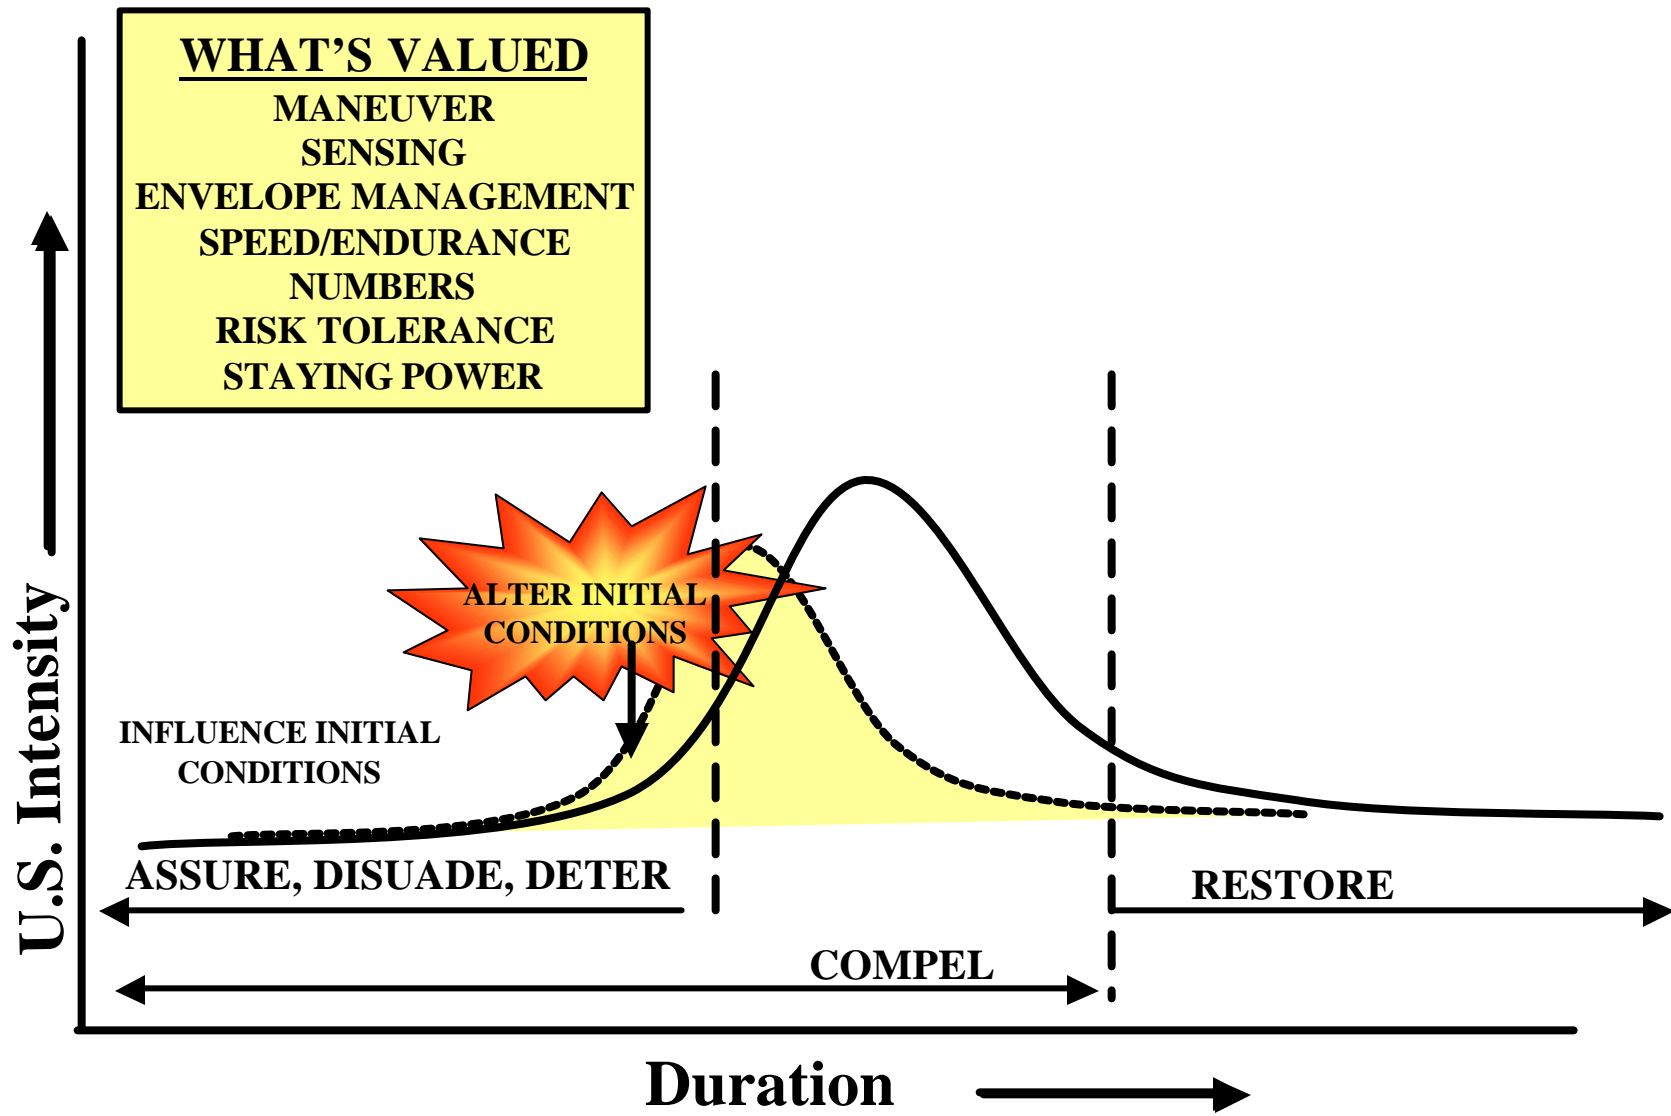 WHAT'S VALUED
MANEUVER
SENSING
ENVELOPE MANAGEMENT
SPEED/ENDURANCE
NUMBERS
RISK TOLERANCE
STAYING POWER
ALTER INITIAL
CONDITIONS
INFLUENCE INITIAL
CONDITIONS
U.S. Intensity
ASSURE, DISUADE, DETER
RESTORE
COMPEL
Duration